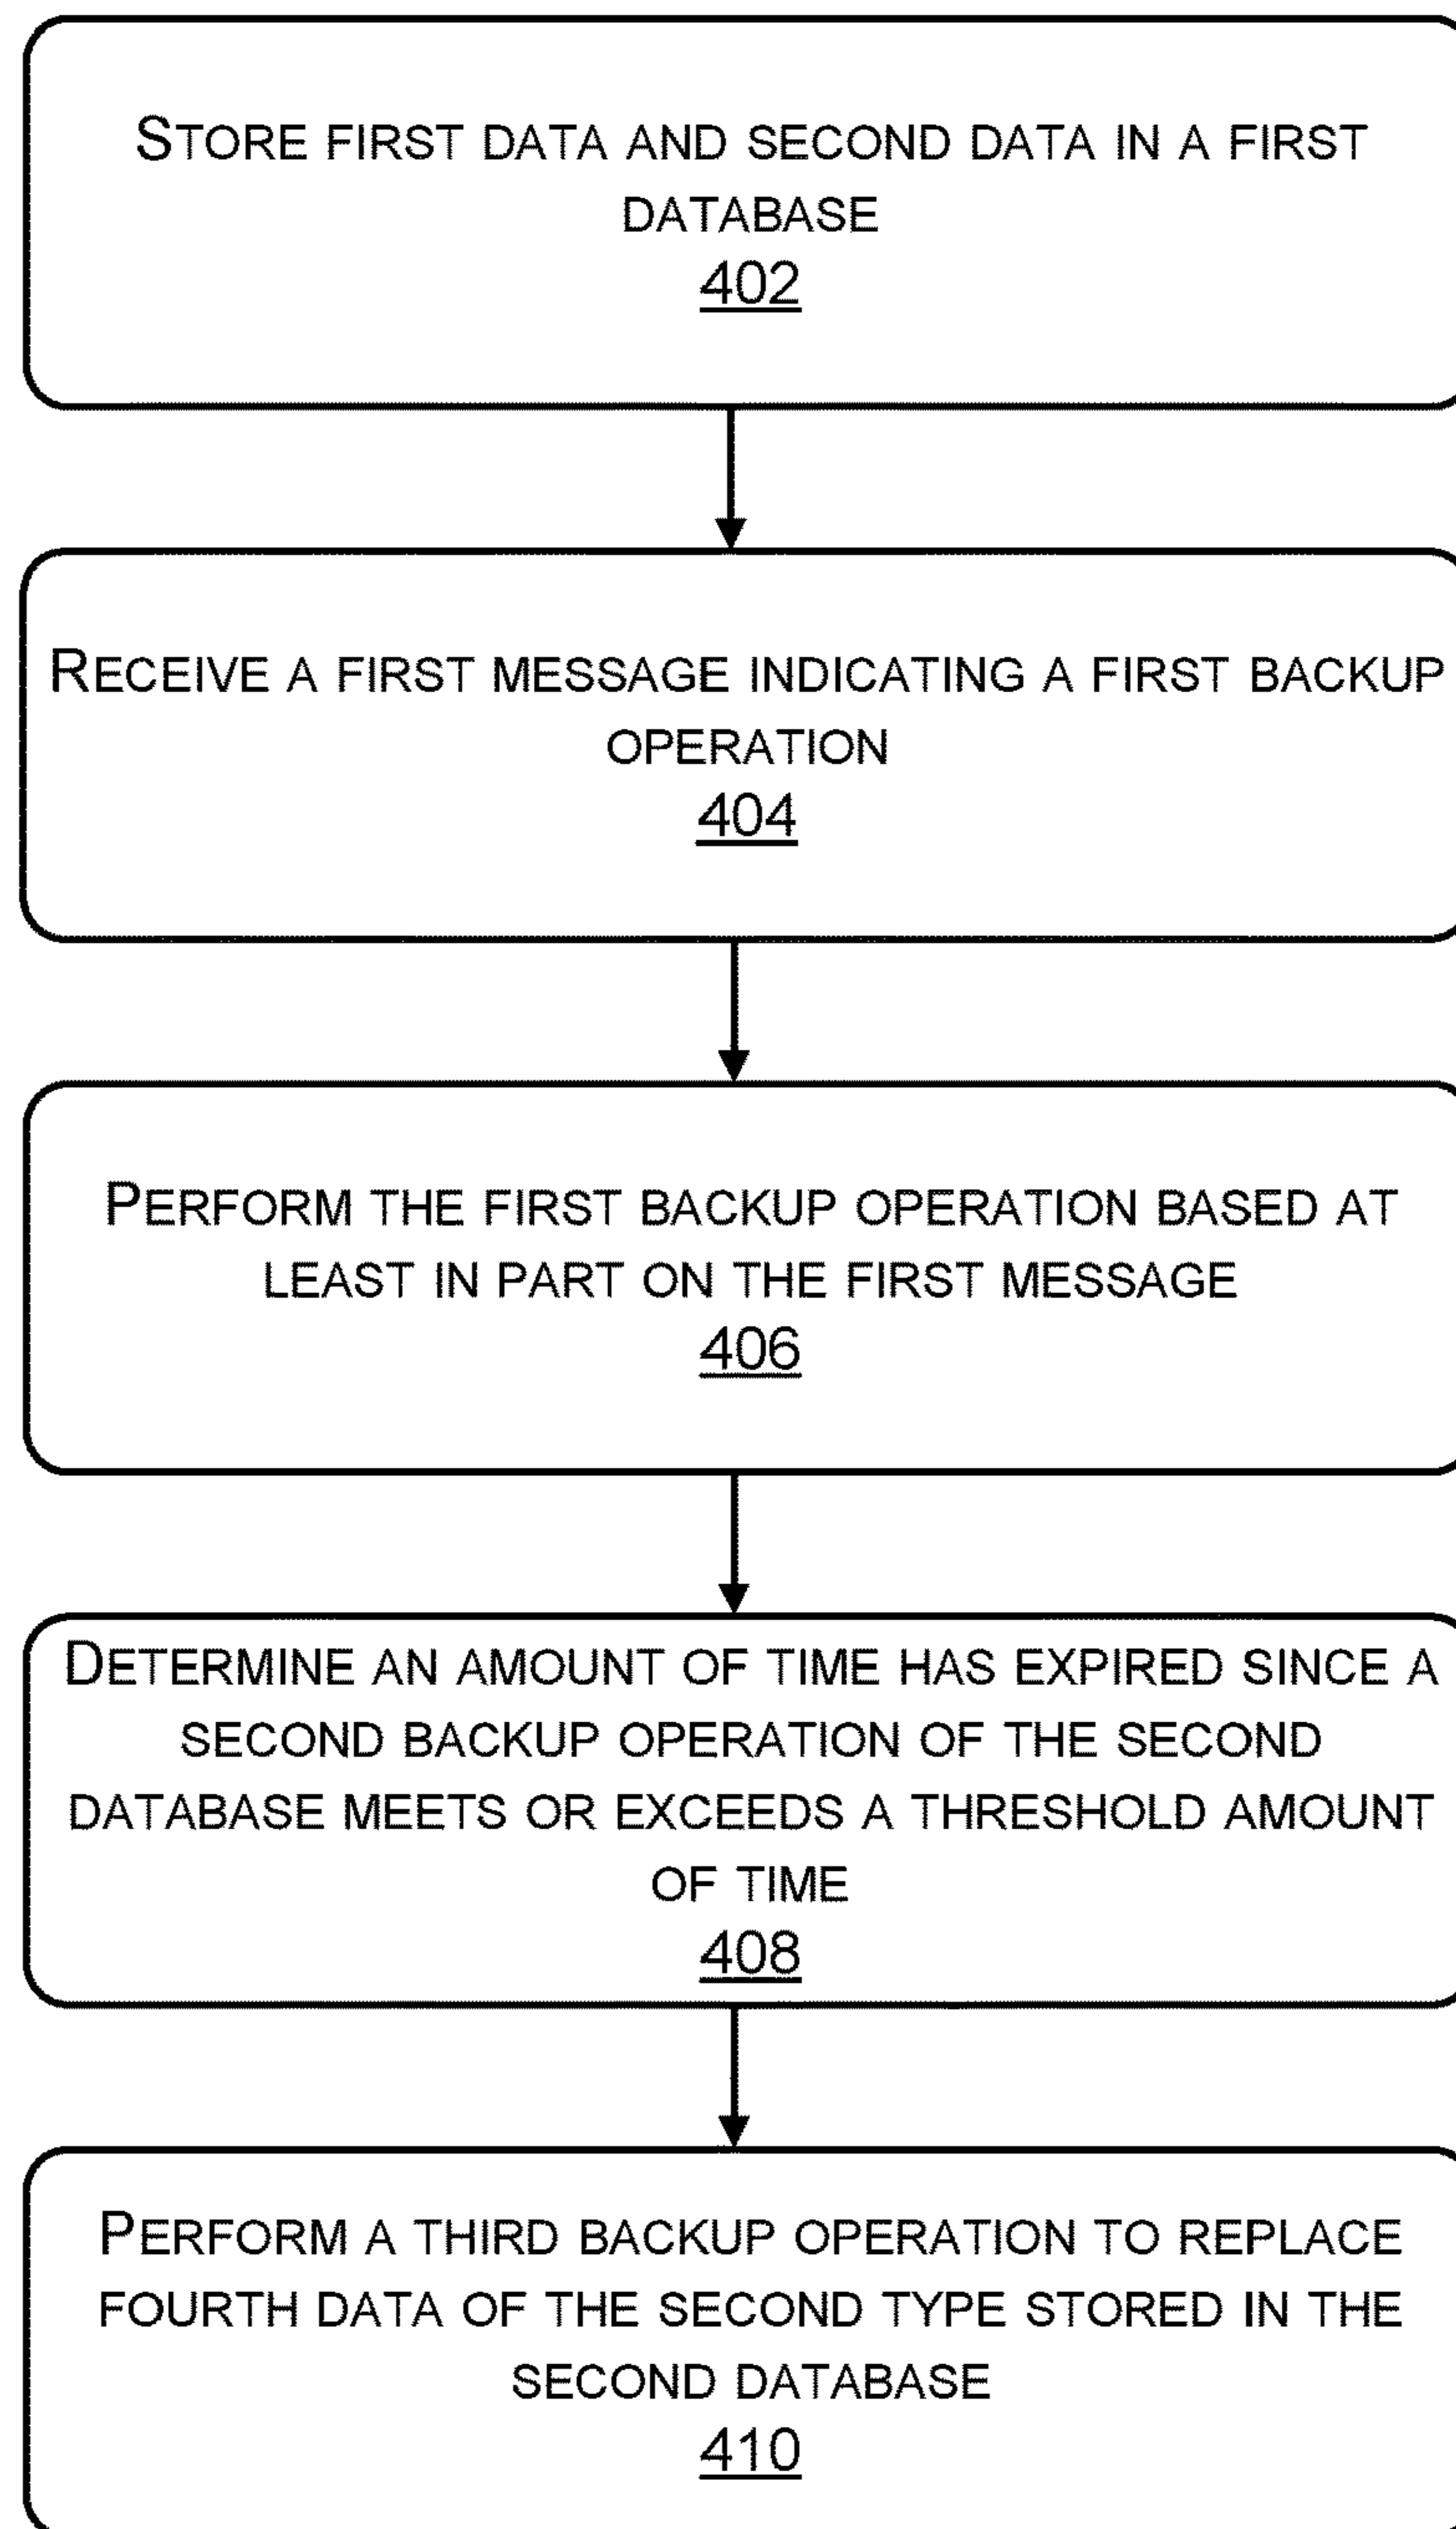 STORE FIRST DATA AND SECOND DATA IN A FIRST
DATABASE
402
RECEIVE A FIRST MESSAGE INDICATING A FIRST BACKUP
OPERATION
404
PERFORM THE FIRST BACKUP OPERATION BASED AT
LEAST IN PART ON THE FIRST MESSAGE
406
DETERMINE AN AMOUNT OF TIME HAS EXPIRED SINCE A
SECOND BACKUP OPERATION OF THE SECOND
DATABASE MEETS OR EXCEEDS A THRESHOLD AMOUNT
OF TIME
408
PERFORM A THIRD BACKUP OPERATION TO REPLACE
FOURTH DATA OF THE SECOND TYPE STORED IN THE
SECOND DATABASE
410